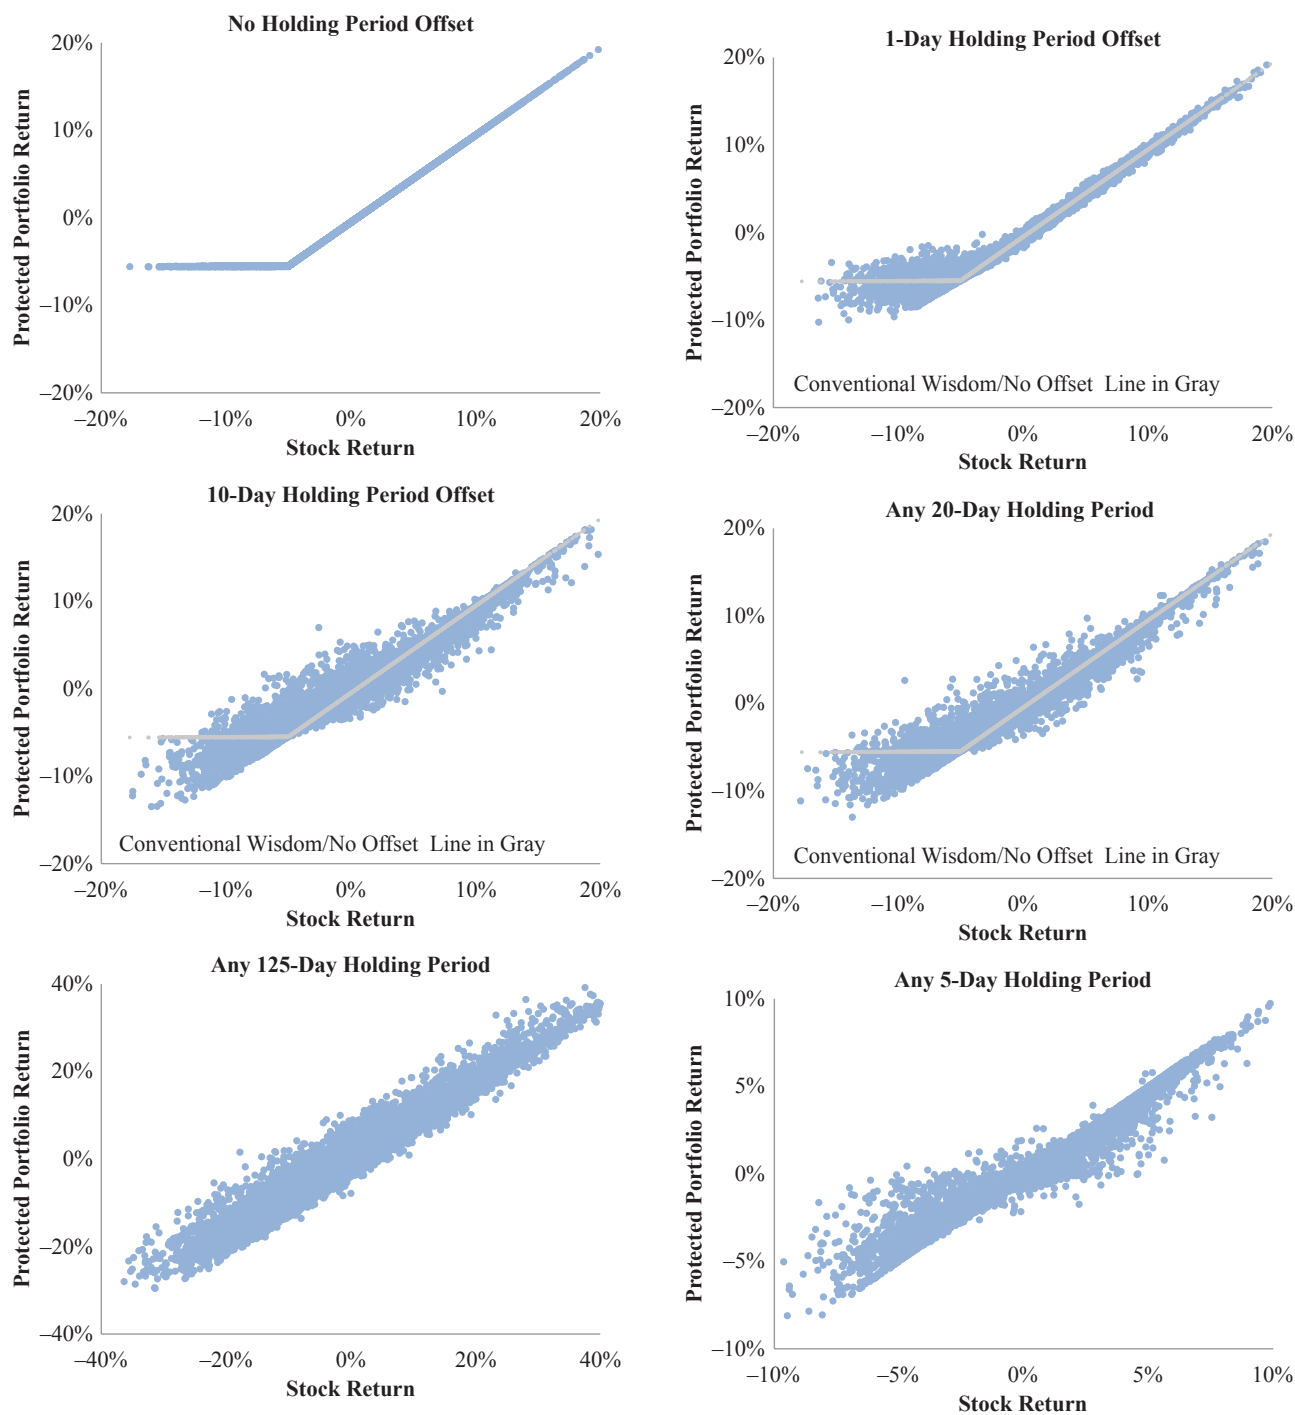 No Holding Period Offset
Protected Portfolio Return
20%
10%
0%
–10%
–20%
–20% –10% 0% 10% 20%
Stock Return
1-Day Holding Period Offset
Protected Portfolio Return
20%
10%
0%
–10%
–20%
Conventional Wisdom/No Offset Line in Gray
–20% –10% 0% 10% 20%
Stock Return
10-Day Holding Period Offset
Protected Portfolio Return
20%
10%
0%
–10%
–20%
Conventional Wisdom/No Offset Line in Gray
–20% –10% 0% 10% 20%
Stock Return
Any 20-Day Holding Period
Protected Portfolio Return
20%
10%
0%
–10%
–20%
Conventional Wisdom/No Offset Line in Gray
–20% –10% 0% 10% 20%
Stock Return
Any 125-Day Holding Period
Protected Portfolio Return
40%
20%
0%
–20%
–40%
–40% –20% 0% 20% 40%
Stock Return
Any 5-Day Holding Period
Protected Portfolio Return
10%
5%
0%
–5%
–10%
–10% –5% 0% 5% 10%
Stock Return